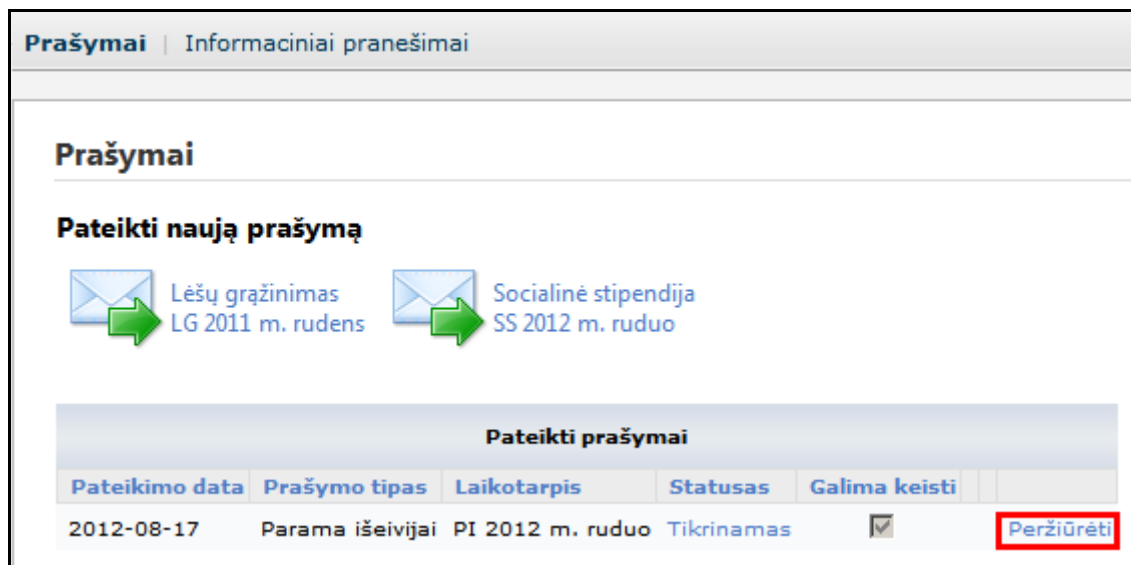 Prašymai | Informaciniai pranešimai
Prašymai
Pateikti naują prašymą
Lėšų grąžinimas
LG 2011 m. rudens
Socialinė stipendija
SS 2012 m. ruduo
Pateikti prašymai
Pateikimo data Prašymo tipas Laikotarpis Statusas Galima keisti
2012-08-17 Parama išeivijai PI 2012 m. ruduo Tikrinamas Peržiūrėti